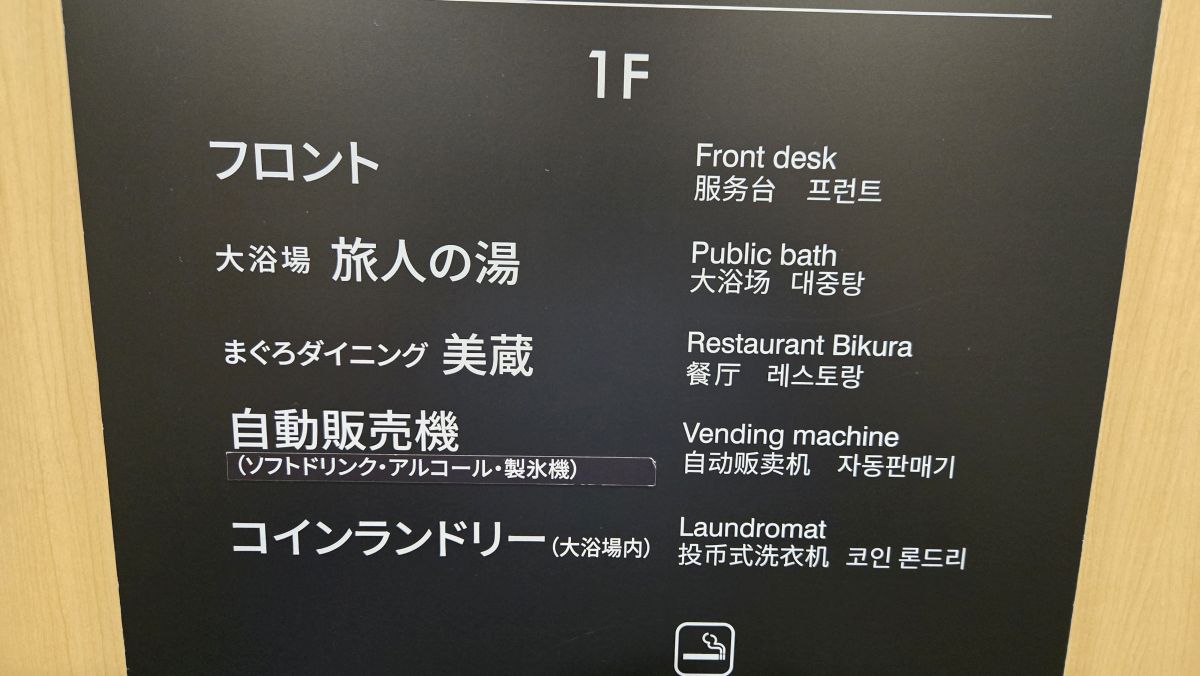 1F
フロント
Front desk
服务台 프런트
大浴場 旅人の湯
Public bath
大浴场 대중탕
まぐろダイニング 美蔵
Restaurant Bikura
餐厅 레스토랑
自動販売機
(ソフトドリンク・アルコール・製氷機)
Vending machine
自动贩卖机 자동판매기
コインランドリー(大浴場内)
Laundromat
投币式洗衣机 코인 론드리